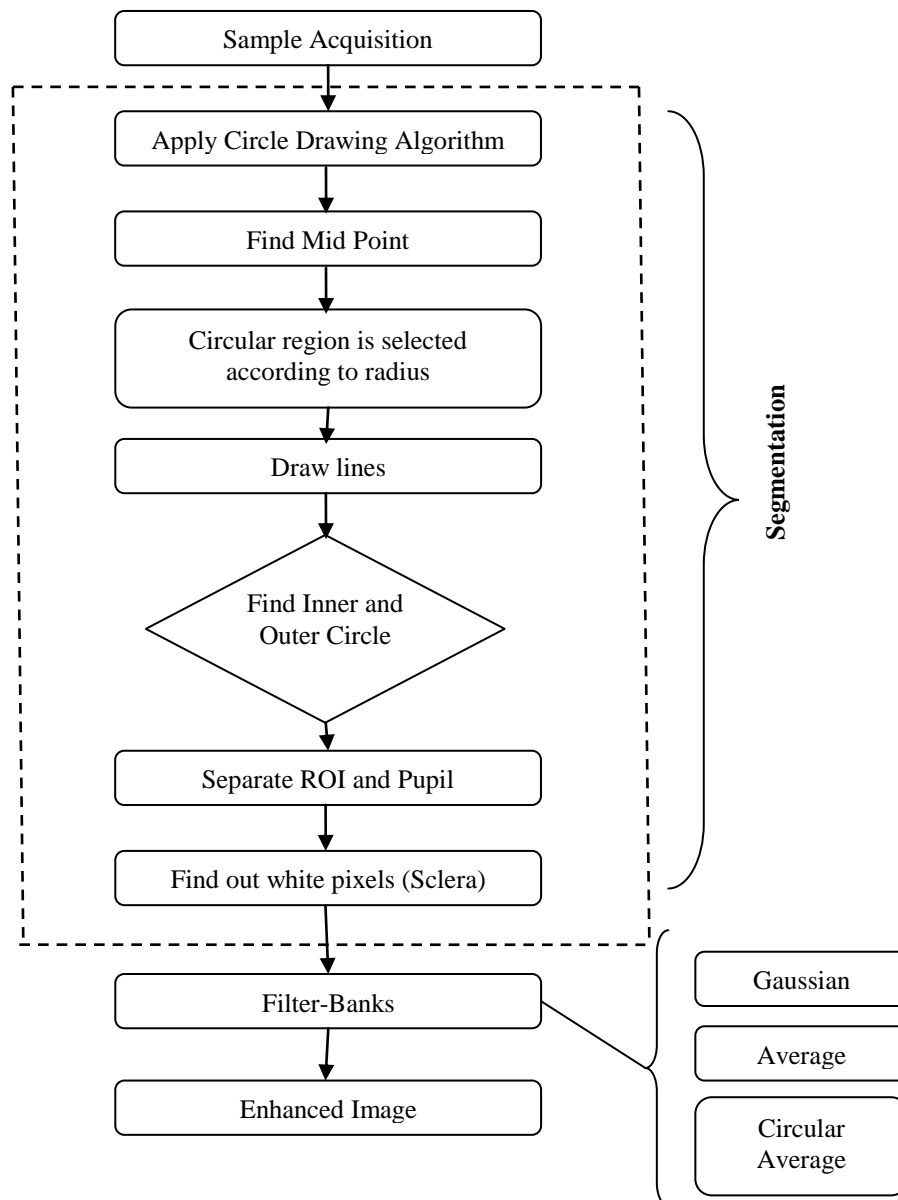 Sample Acquisition
Apply Circle Drawing Algorithm
Find Mid Point
Circular region is selected
according to radius
Draw lines
Find Inner and
Outer Circle
Separate ROI and Pupil
Find out white pixels (Sclera)
Segmentation
Filter-Banks
Enhanced Image
Gaussian
Average
Circular
Average